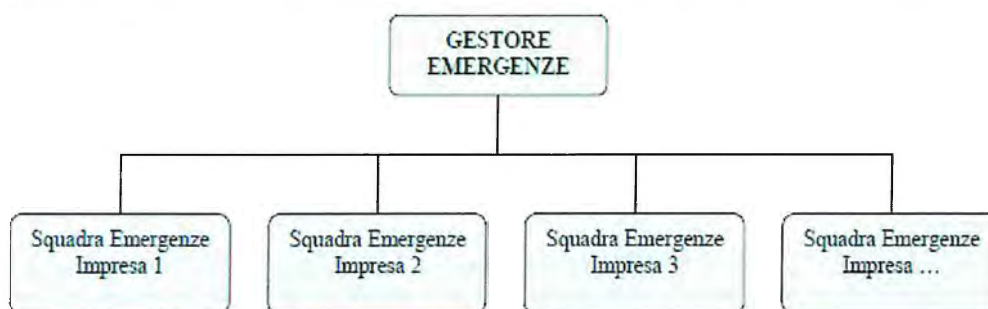 GESTORE
EMERGENZE
Squadra Emergenze
Impresa 1
Squadra Emergenze
Impresa 2
Squadra Emergenze
Impresa 3
Squadra Emergenze
Impresa …